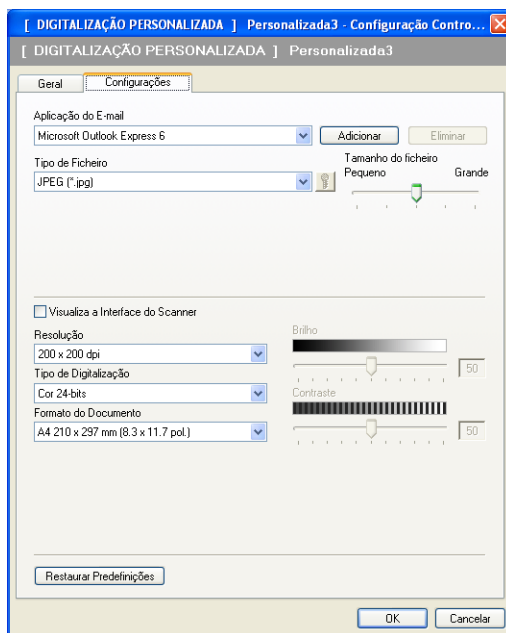 [ DIGITALIZAÇÃO PERSONALIZADA ] Personalizada3 - Configuração Contro...
[ DIGITALIZAÇÃO PERSONALIZADA ] Personalizada3
Geral Configurações
Aplicação do E-mail
Microsoft Outlook Express 6 Adicionar Eliminar
Tipo de Ficheiro Tamanho do ficheiro
Pequeno Grande
JPEG (*.jpg)
Visualiza a Interface do Scanner
Resolução Brilho
200 x 200 dpi 50
Tipo de Digitalização
Cor 24-bits Contraste
Formato do Documento
A4 210 x 297 mm (8.3 x 11.7 pol.) 50
Restaurar Predefinições
OK Cancelar